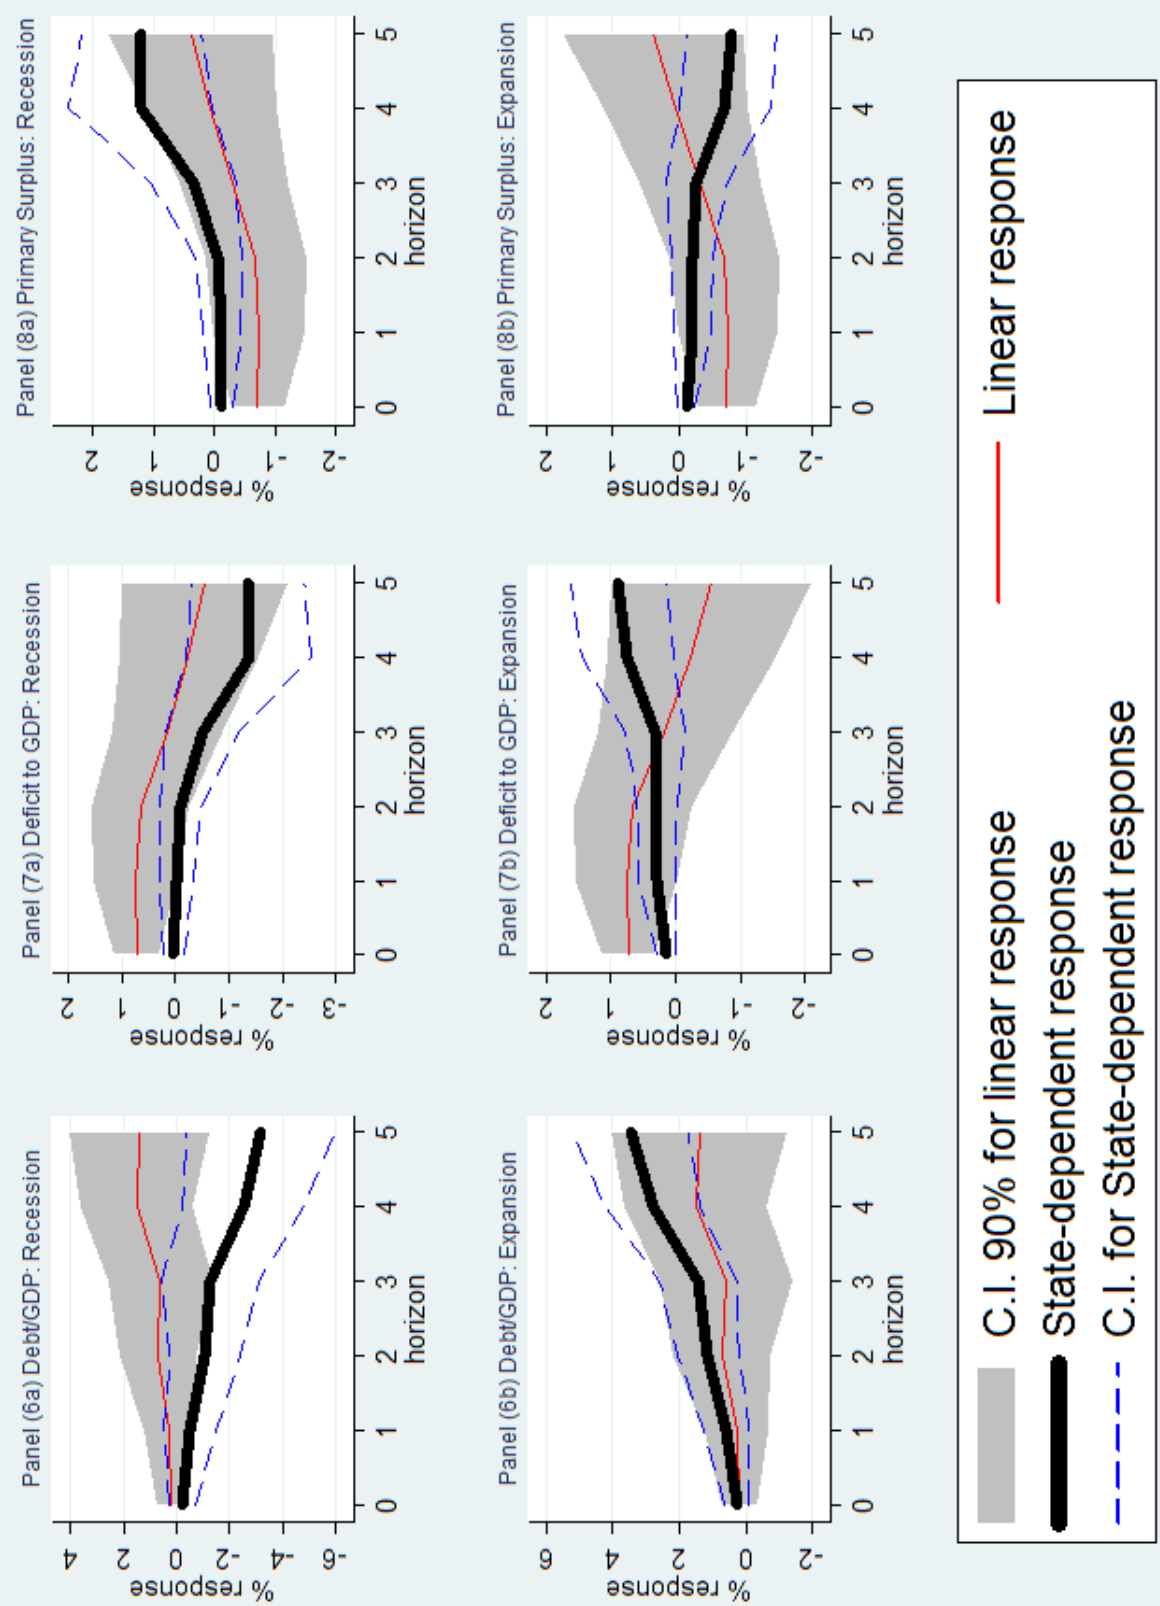 Panel (6a) Debt/GDP: Recession
% response
4
2
0
-2
-4
-6
0 1 2 3 4 5
horizon
Panel (7a) Deficit to GDP: Recession
% response
2
1
0
-1
-2
-3
0 1 2 3 4 5
horizon
Panel (8a) Primary Surplus: Recession
% response
2
1
0
-1
-2
0 1 2 3 4 5
horizon
Panel (6b) Debt/GDP: Expansion
% response
6
2
0
-2
0 1 2 3 4 5
horizon
Panel (7b) Deficit to GDP: Expansion
% response
2
1
0
-1
-2
0 1 2 3 4 5
horizon
Panel (8b) Primary Surplus: Expansion
% response
2
1
0
-1
-2
0 1 2 3 4 5
horizon
C.I. 90% for linear response
Linear response
State-dependent response
C.I. for State-dependent response